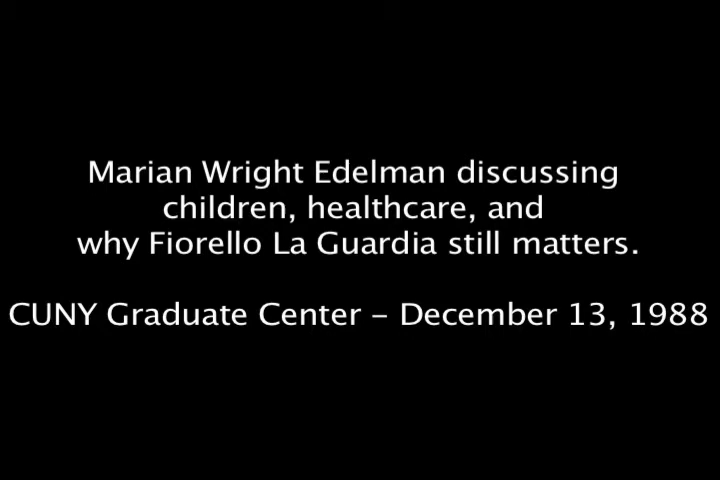 Marian Wright Edelman discussing
children, healthcare, and
why Fiorello La Guardia still matters.
CUNY Graduate Center – December 13, 1988